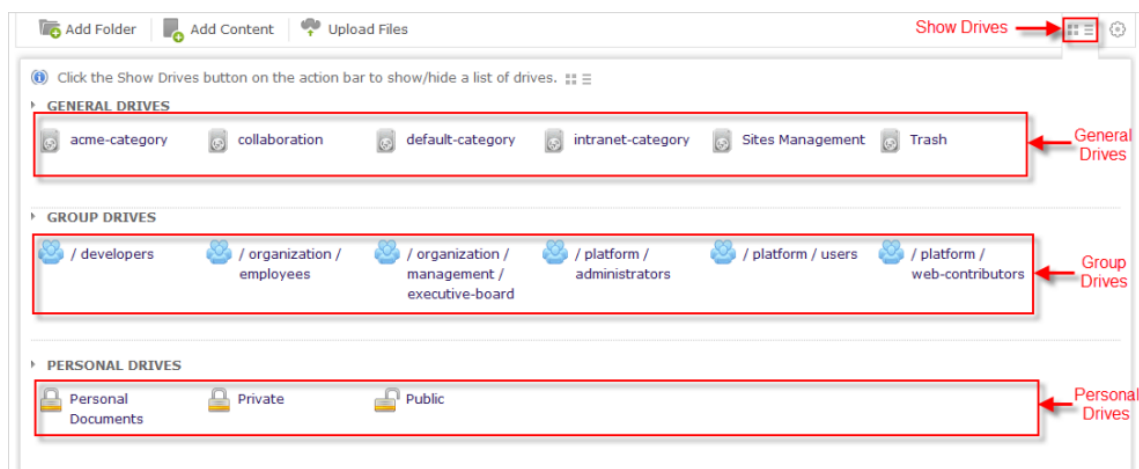 Add Folder Add Content Upload Files Show Drives
Click the Show Drives button on the action bar to show/hide a list of drives.
GENERAL DRIVES
acme-category collaboration default-category intranet-category Sites Management Trash
General
Drives
GROUP DRIVES
/ developers / organization / / organization / / platform / / platform / users / platform /
employees management / administrators web-contributors
executive-board
Group
Drives
PERSONAL DRIVES
Personal Private Public
Documents
Personal
Drives